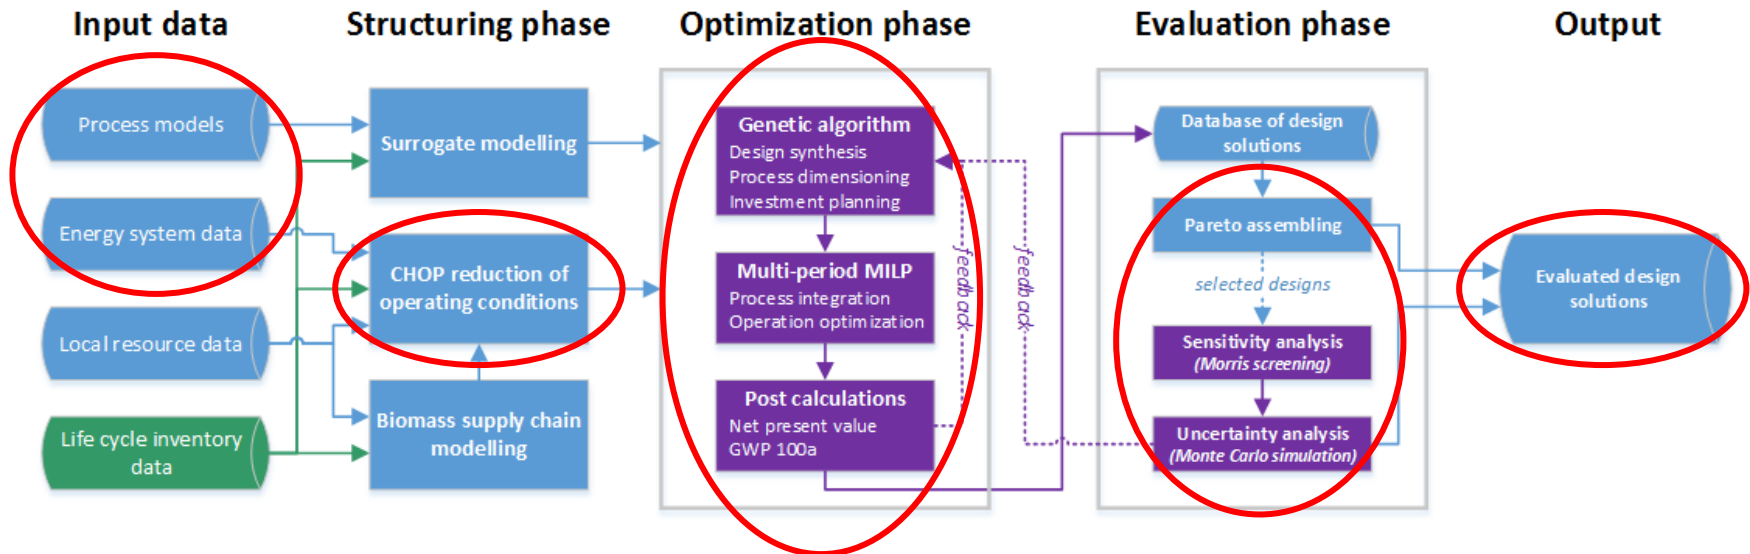 Input data
Structuring phase
Optimization phase
Evaluation phase
Output
Process models
Energy system data
Local resource data
Life cycle inventory
data
Surrogate modelling
CHOP reduction of
operating conditions
Biomass supply chain
modelling
Genetic algorithm
Design synthesis
Process dimensioning
Investment planning
Multi-period MILP
Process integration
Operation optimization
Post calculations
Net present value
GWP 100a
feedback
feedback
Database of design
solutions
Pareto assembling
selected designs
Sensitivity analysis
(Morris screening)
Uncertainty analysis
(Monte Carlo simulation)
Evaluated design
solutions